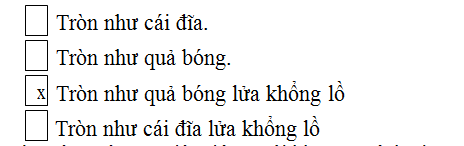 Tròn như cái đĩa.
Tròn như quả bóng.
x Tròn như quả bóng lửa khổng lồ
Tròn như cái đĩa lửa khổng lồ